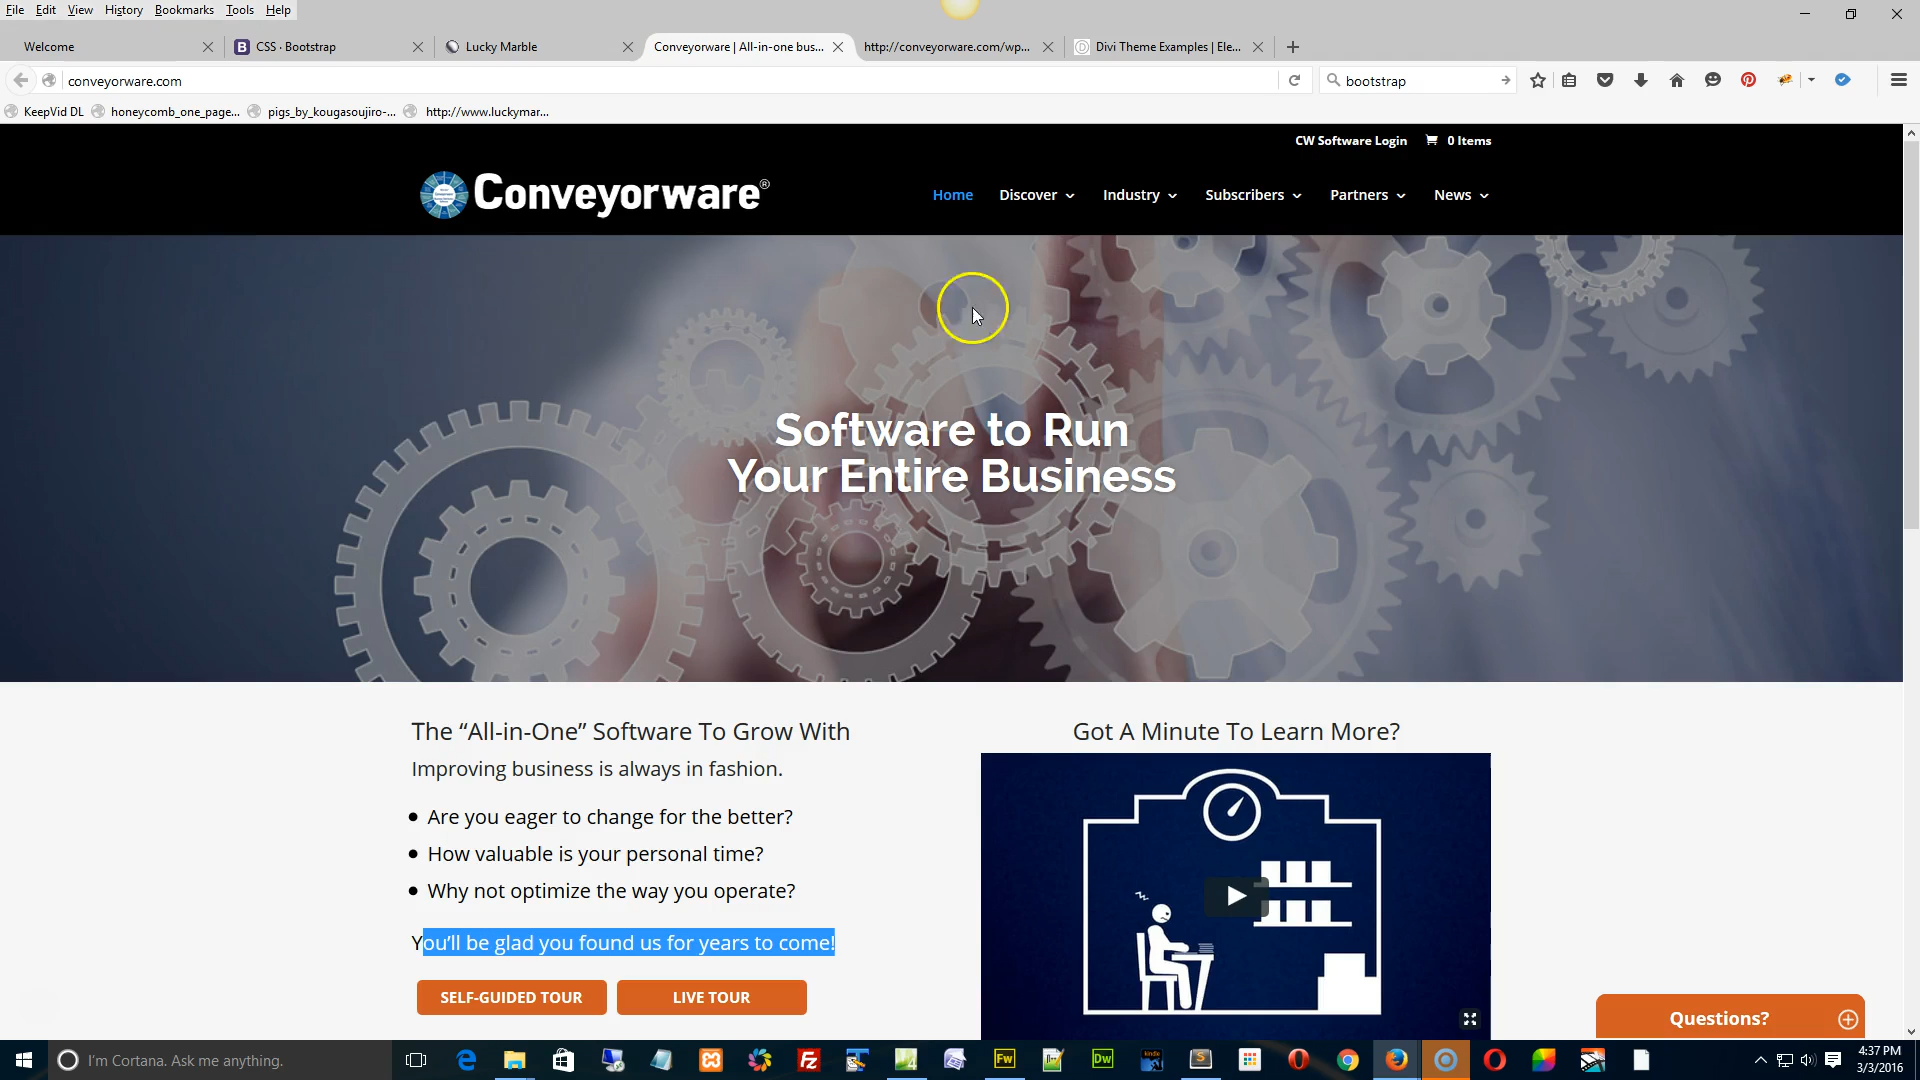 File Edit View History Bookmarks Tools Help
Welcome
CSS · Bootstrap
Lucky Marble
Conveyorware | All-in-one bus...
http://conveyorware.com/wp...
Divi Theme Examples | Ele...
conveyorware.com
bootstrap
KeepVid DL
honeycomb_one_page...
pigs_by_kougasoujiro-...
http://www.luckymar...
CW Software Login
0 Items
Conveyorware®
Home Discover Industry Subscribers Partners News
Software to Run
Your Entire Business
The “All-in-One” Software To Grow With
Improving business is always in fashion.
Are you eager to change for the better?
How valuable is your personal time?
Why not optimize the way you operate?
You’ll be glad you found us for years to come!
SELF-GUIDED TOUR
LIVE TOUR
Got A Minute To Learn More?
Questions?
I'm Cortana. Ask me anything.
4:37 PM
3/3/2016